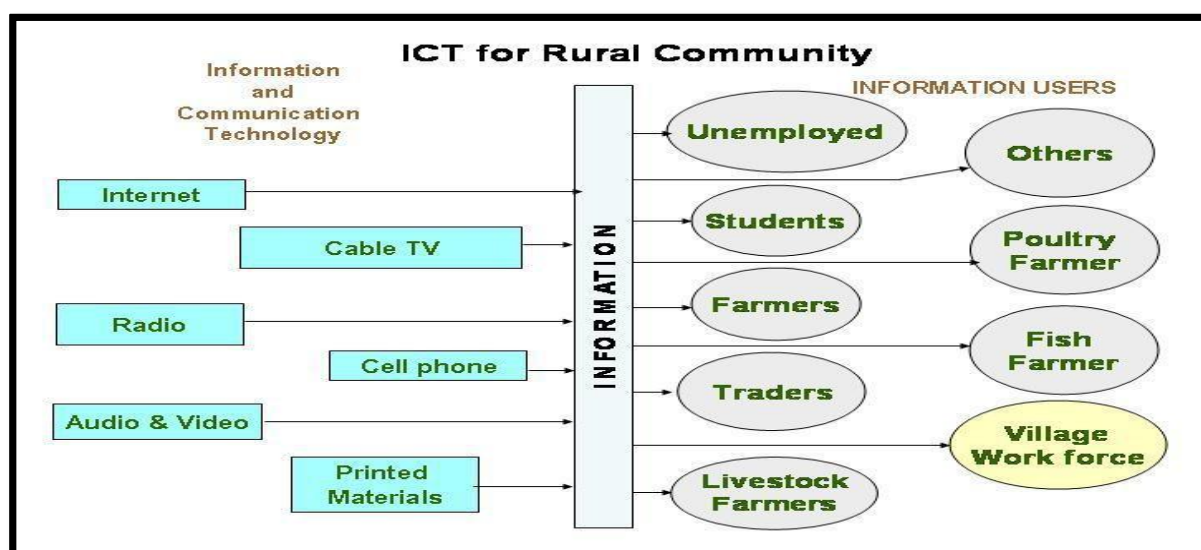 ICT for Rural Community
Information
and
Communication
Technology
INFORMATION USERS
Internet
Cable TV
Radio
Cell phone
Audio & Video
Printed
Materials
INFORMATION
Unemployed
Others
Students
Poultry
Farmer
Farmers
Fish
Farmer
Traders
Village
Work force
Livestock
Farmers